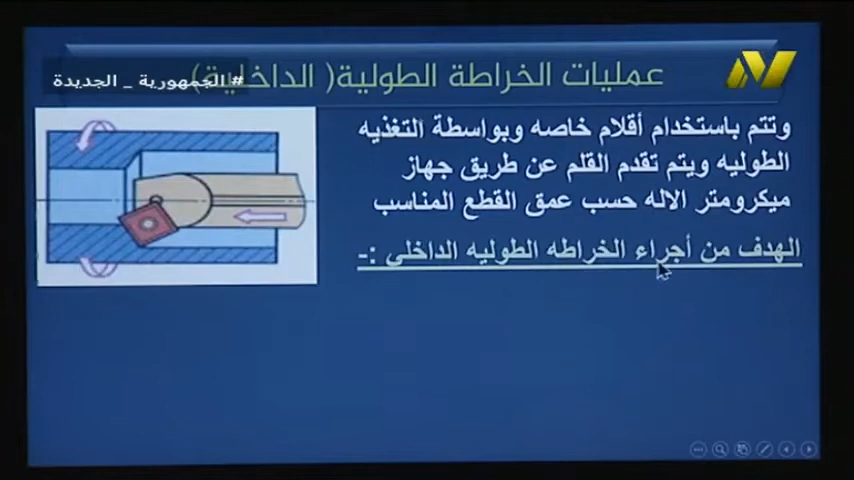 عمليات الخراطة الطولية( الداخلية)
#الجمهورية _ الجديدة
وتتم باستخدام أقلام خاصه وبواسطة التغذيه
الطوليه ويتم تقدم القلم عن طريق جهاز
ميكرومتر الاله حسب عمق القطع المناسب
الهدف من أجراء الخراطه الطوليه الداخلى :-